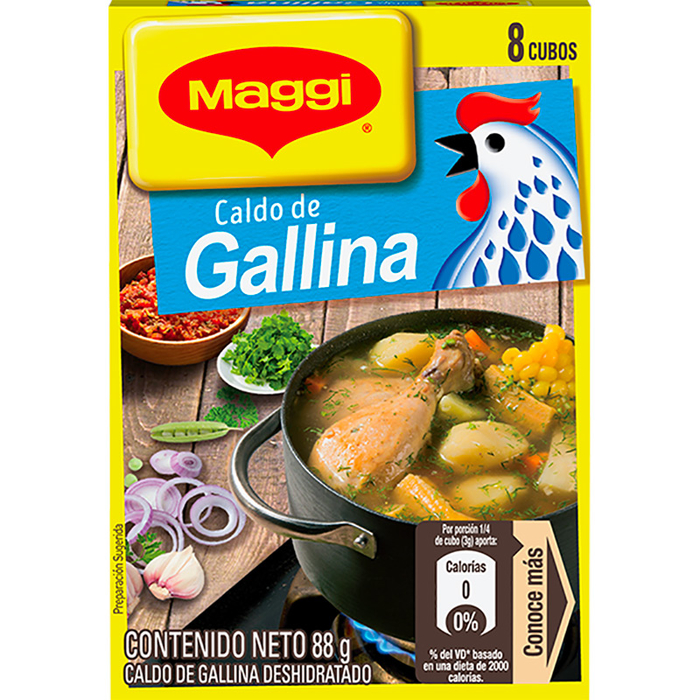 8 CUBOS
Maggi
®
Caldo de
Gallina
Preparación Sugerida
Por porción 1/4
de cubo (3g) aporta:
Calorías
0
0%
% del VD* basado
en una dieta de 2000
calorías.
Conoce más
CONTENIDO NETO 88 g
CALDO DE GALLINA DESHIDRATADO